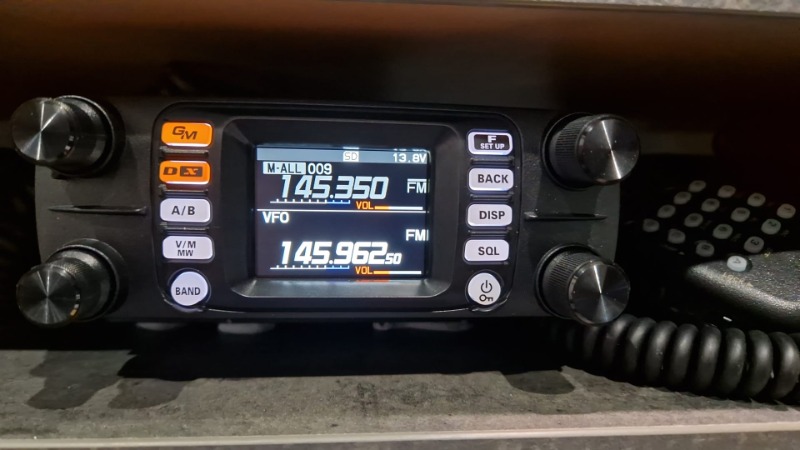 GM
DX
A/B
V/M
MW
BAND
SD 13.8V
M-ALL 009
145.350 FM
VOL
VFO
FM
145.962 50
VOL
F
SET UP
BACK
DISP
SQL